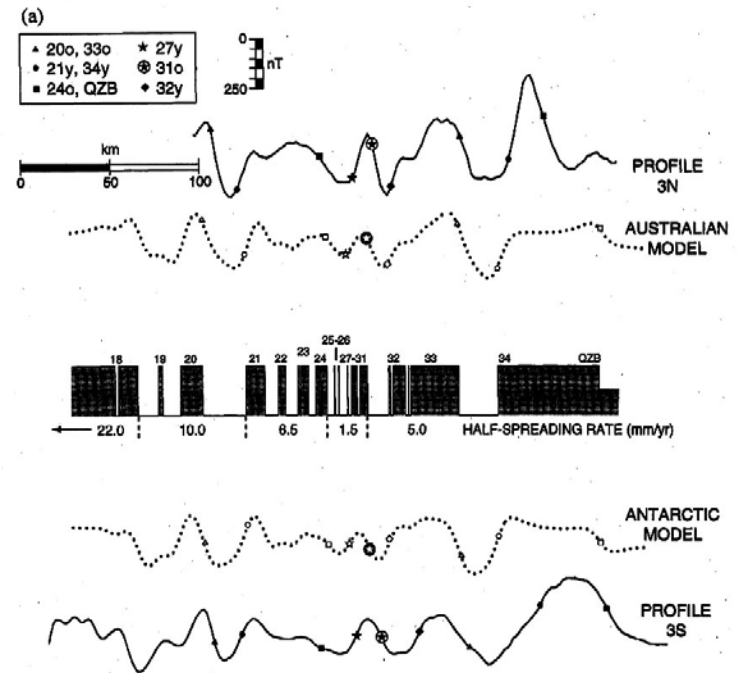 (a)
20o, 33o
21y, 34y
24o, QZB
27y
31o
32y
0
nT
250
km
0 50 100
PROFILE
3N
AUSTRALIAN
MODEL
25-26
18 19 20 21 22 23 24 27-31 32 33 34 QZB
22.0 10.0 6.5 1.5 5.0 HALF-SPREADING RATE (mm/yr)
ANTARCTIC
MODEL
PROFILE
3S